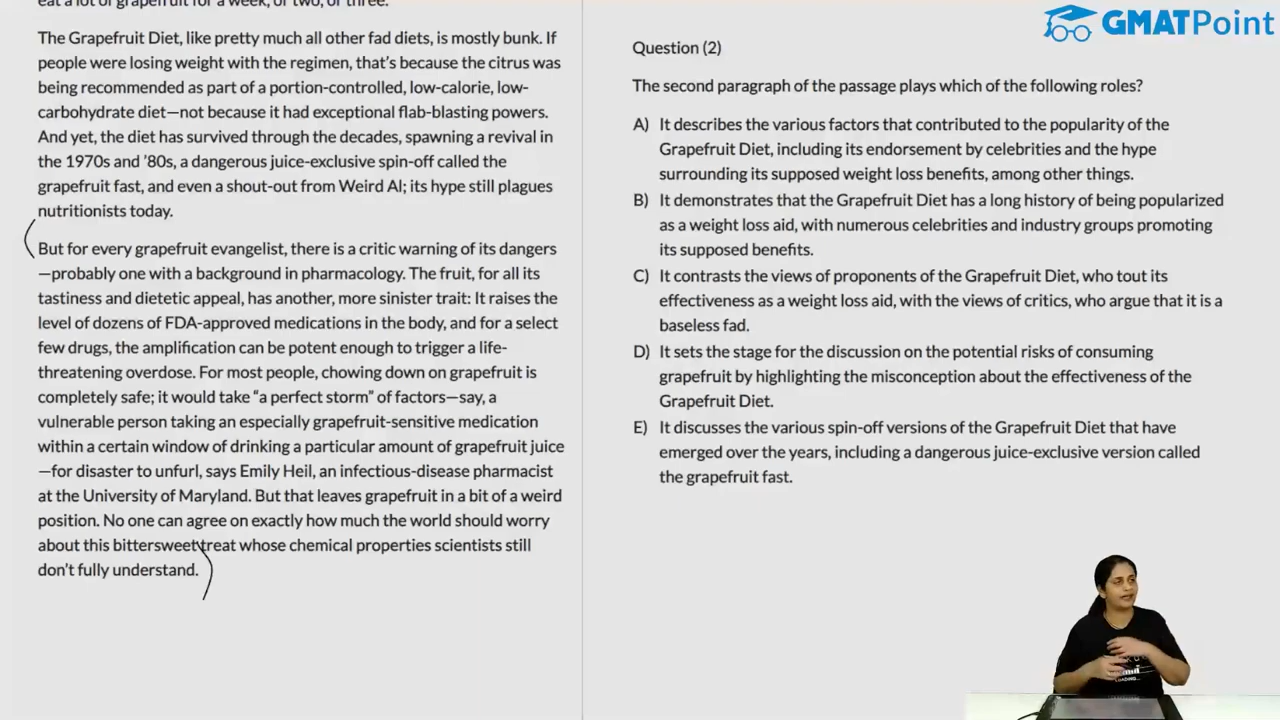 eat a lot of grapefruit for a week, or two, or three.
The Grapefruit Diet, like pretty much all other fad diets, is mostly bunk. If
people were losing weight with the regimen, that's because the citrus was
being recommended as part of a portion-controlled, low-calorie, low-
carbohydrate diet—not because it had exceptional flab-blasting powers.
And yet, the diet has survived through the decades, spawning a revival in
the 1970s and '80s, a dangerous juice-exclusive spin-off called the
grapefruit fast, and even a shout-out from Weird Al; its hype still plagues
nutritionists today.
But for every grapefruit evangelist, there is a critic warning of its dangers
—probably one with a background in pharmacology. The fruit, for all its
tastiness and dietetic appeal, has another, more sinister trait: It raises the
level of dozens of FDA-approved medications in the body, and for a select
few drugs, the amplification can be potent enough to trigger a life-
threatening overdose. For most people, chowing down on grapefruit is
completely safe; it would take “a perfect storm” of factors—say, a
vulnerable person taking an especially grapefruit-sensitive medication
within a certain window of drinking a particular amount of grapefruit juice
—for disaster to unfurl, says Emily Heil, an infectious-disease pharmacist
at the University of Maryland. But that leaves grapefruit in a bit of a weird
position. No one can agree on exactly how much the world should worry
about this bittersweet treat whose chemical properties scientists still
don't fully understand.
GMATPoint
Question (2)
The second paragraph of the passage plays which of the following roles?
A) It describes the various factors that contributed to the popularity of the
Grapefruit Diet, including its endorsement by celebrities and the hype
surrounding its supposed weight loss benefits, among other things.
B) It demonstrates that the Grapefruit Diet has a long history of being popularized
as a weight loss aid, with numerous celebrities and industry groups promoting
its supposed benefits.
C) It contrasts the views of proponents of the Grapefruit Diet, who tout its
effectiveness as a weight loss aid, with the views of critics, who argue that it is a
baseless fad.
D) It sets the stage for the discussion on the potential risks of consuming
grapefruit by highlighting the misconception about the effectiveness of the
Grapefruit Diet.
E) It discusses the various spin-off versions of the Grapefruit Diet that have
emerged over the years, including a dangerous juice-exclusive version called
the grapefruit fast.
LOADING...